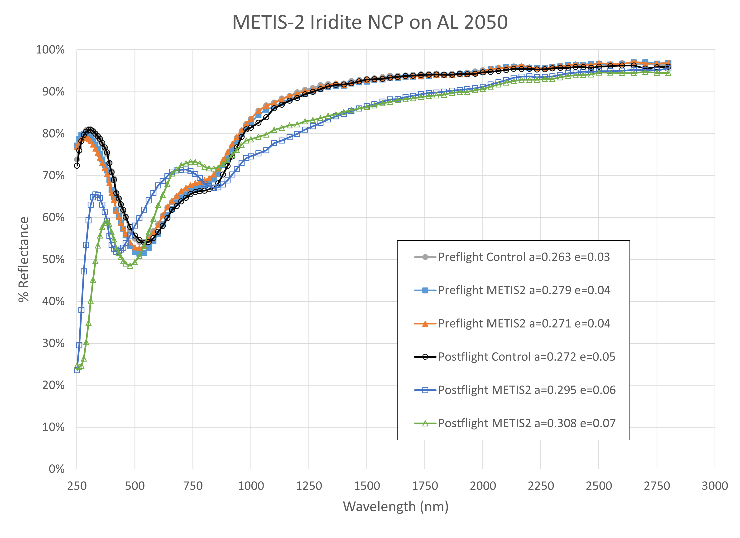 METIS-2 Iridite NCP on AL 2050
100%
90%
80%
70%
60%
50%
40%
30%
20%
10%
0%
% Reflectance
Preflight Control a=0.263 e=0.03
Preflight METIS2 a=0.279 e=0.04
Preflight METIS2 a=0.271 e=0.04
Postflight Control a=0.272 e=0.05
Postflight METIS2 a=0.295 e=0.06
Postflight METIS2 a=0.308 e=0.07
250 500 750 1000 1250 1500 1750 2000 2250 2500 2750 3000
Wavelength (nm)